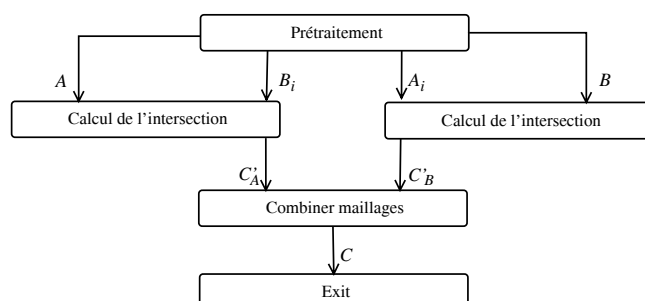 Prétraitement
A B_i A_i B
Calcul de l'intersection Calcul de l'intersection
C'_A C'_B
Combiner maillages
C
Exit